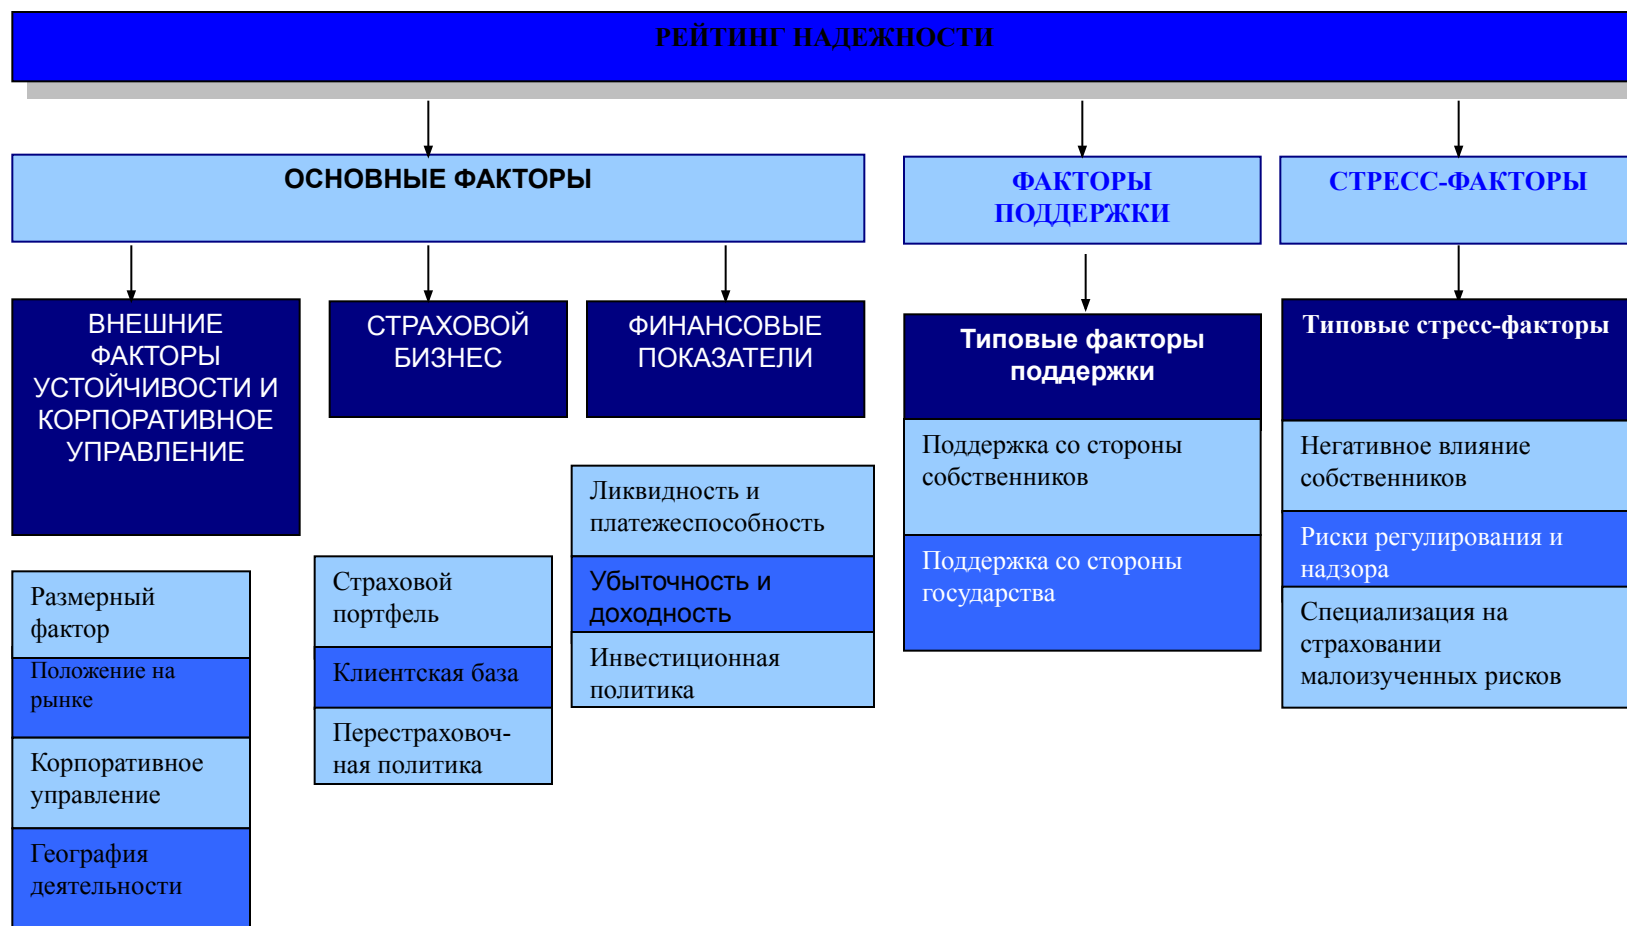 РЕЙТИНГ НАДЕЖНОСТИ
ОСНОВНЫЕ ФАКТОРЫ
ФАКТОРЫ
ПОДДЕРЖКИ
СТРЕСС-ФАКТОРЫ
ВНЕШНИЕ
ФАКТОРЫ
УСТОЙЧИВОСТИ И
КОРПОРАТИВНОЕ
УПРАВЛЕНИЕ
СТРАХОВОЙ
БИЗНЕС
ФИНАНСОВЫЕ
ПОКАЗАТЕЛИ
Типовые факторы
поддержки
Типовые стресс-факторы
Размерный
фактор
Положение на
рынке
Корпоративное
управление
География
деятельности
Страховой
портфель
Клиентская база
Перестраховоч-
ная политика
Ликвидность и
платежеспособность
Убыточность и
доходность
Инвестиционная
политика
Поддержка со стороны
собственников
Поддержка со стороны
государства
Негативное влияние
собственников
Риски регулирования и
надзора
Специализация на
страховании
малоизученных рисков